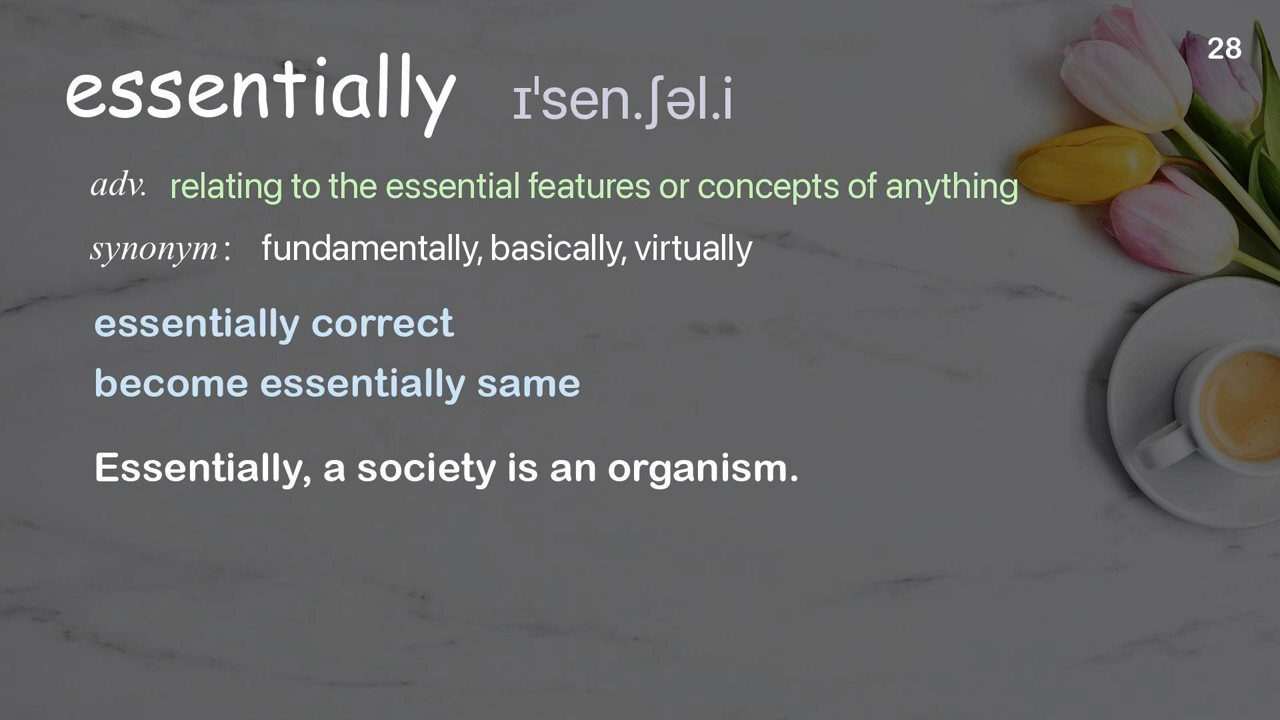 28
essentially ɪˈsen.ʃəl.i
adv. relating to the essential features or concepts of anything
synonym : fundamentally, basically, virtually
essentially correct
become essentially same
Essentially, a society is an organism.